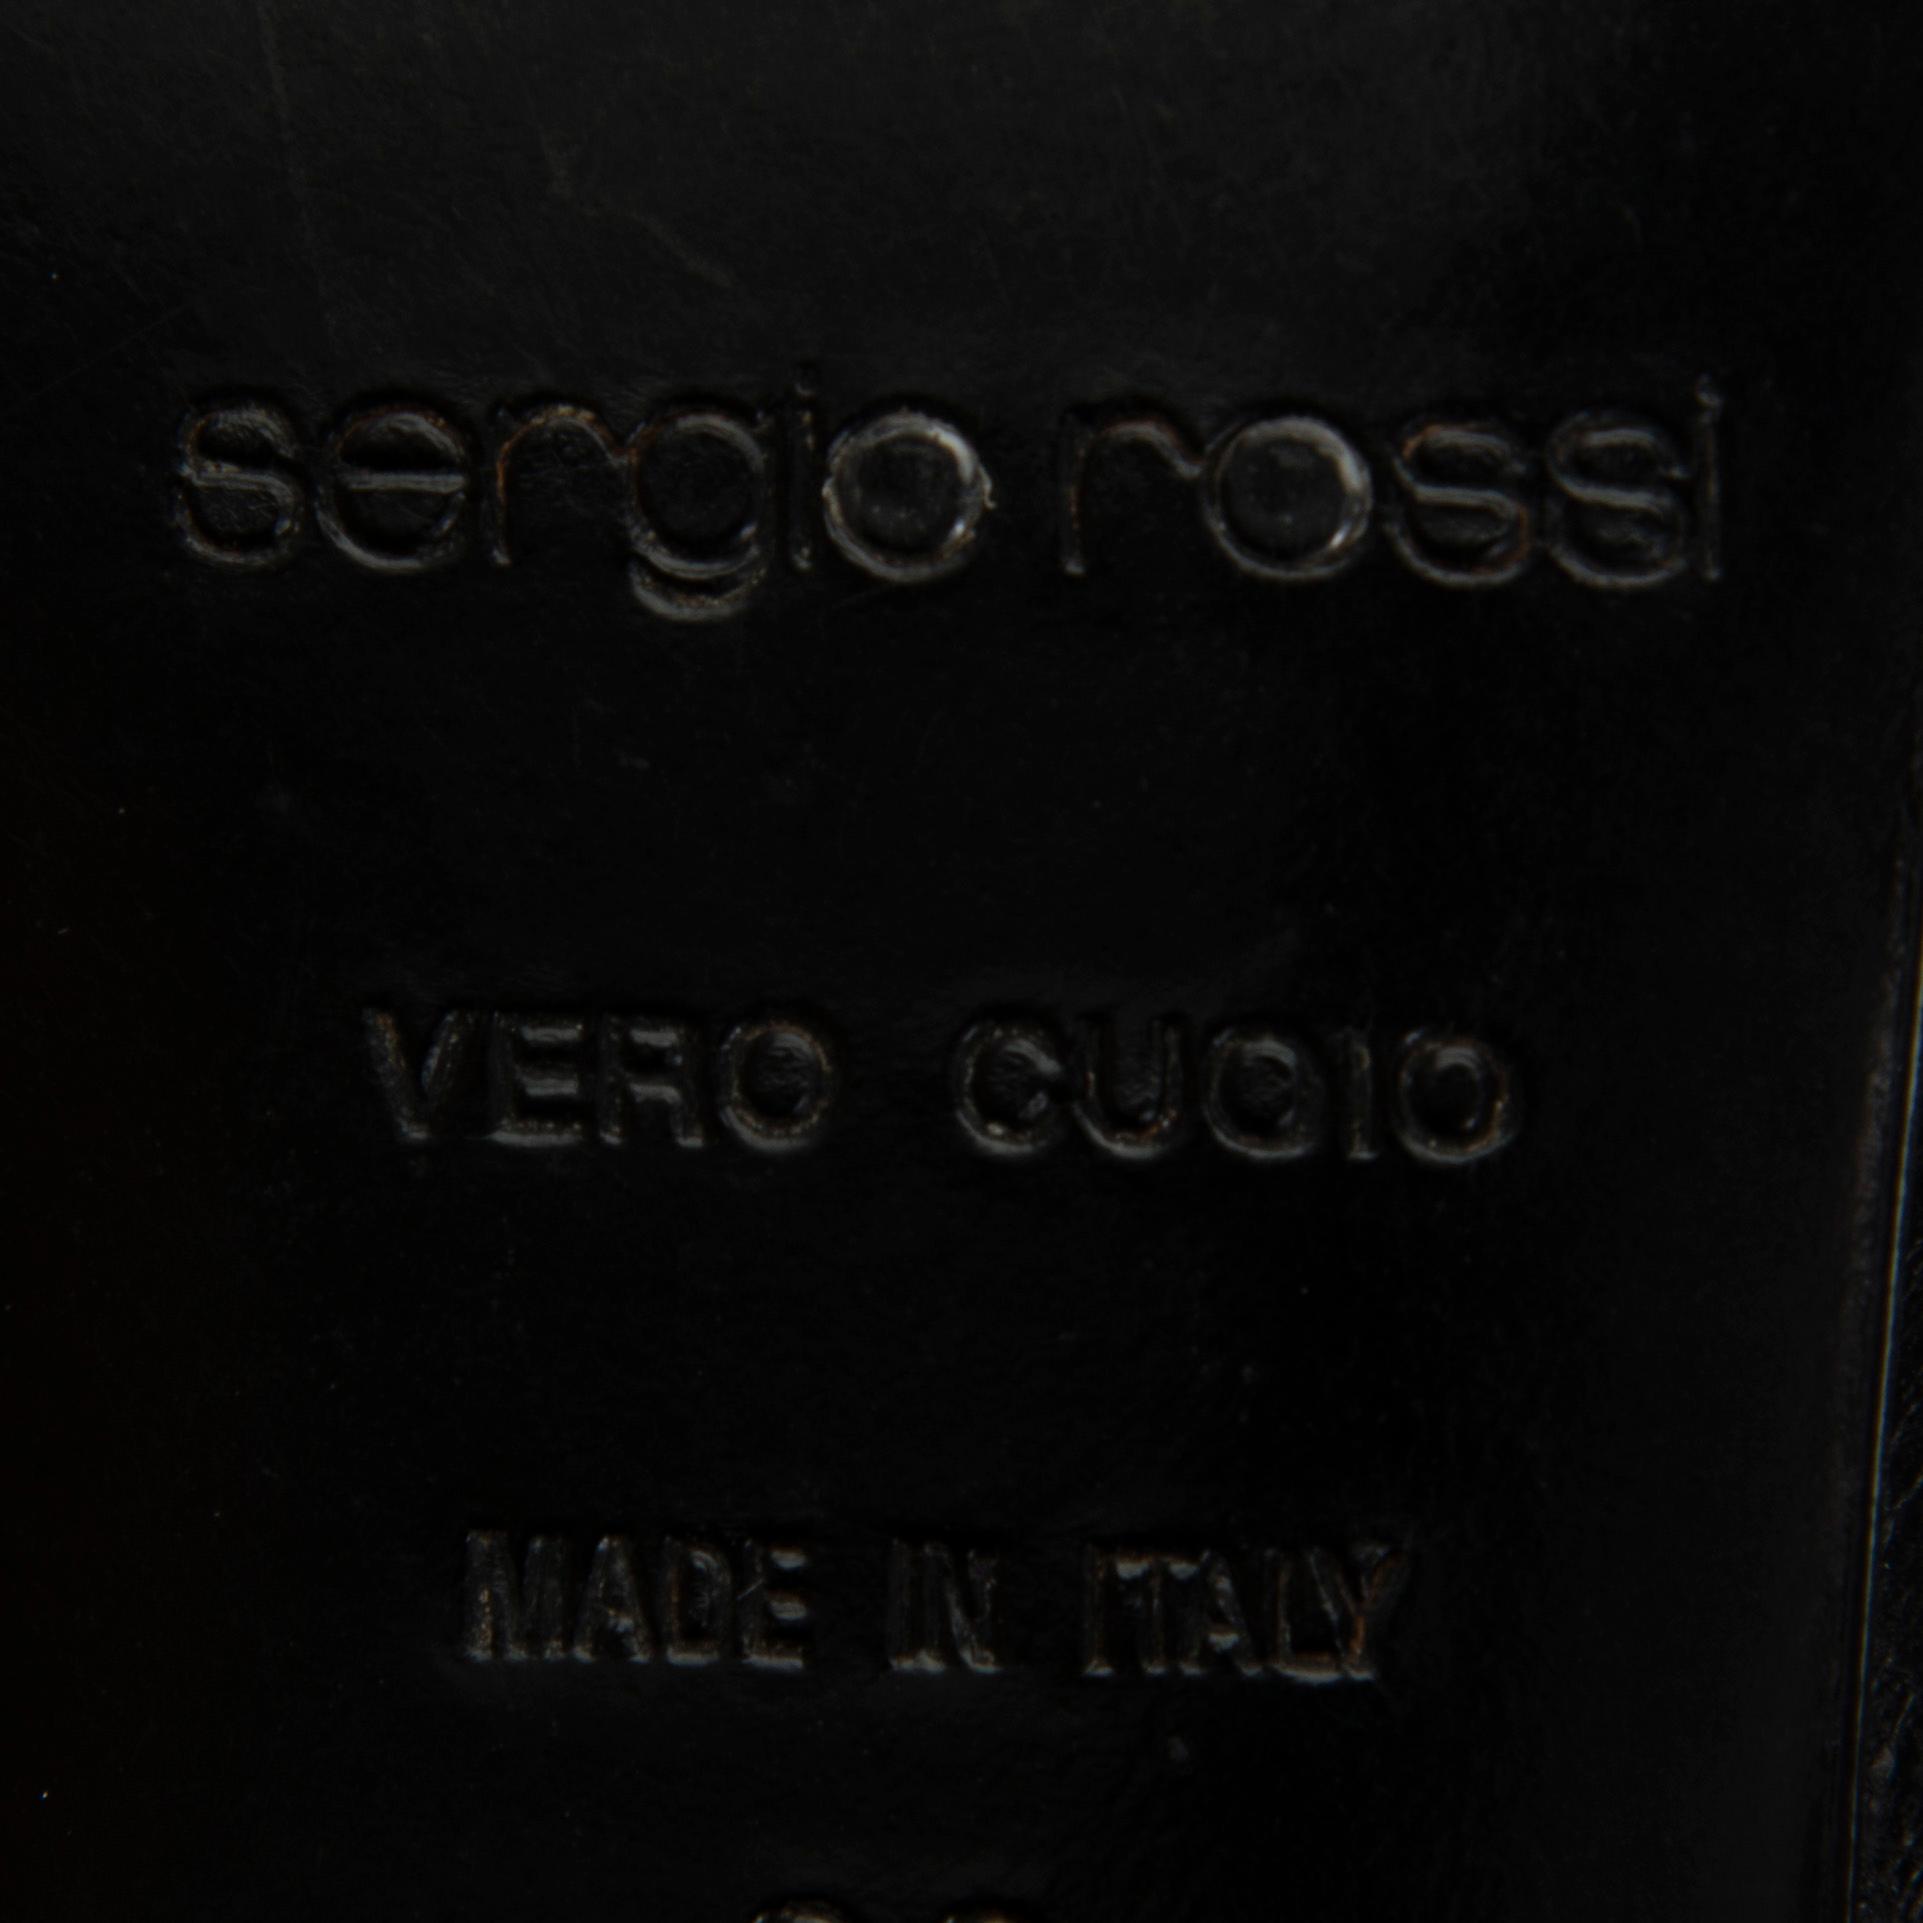 sergio rossi
VERO CUOIO
MADE IN ITALY